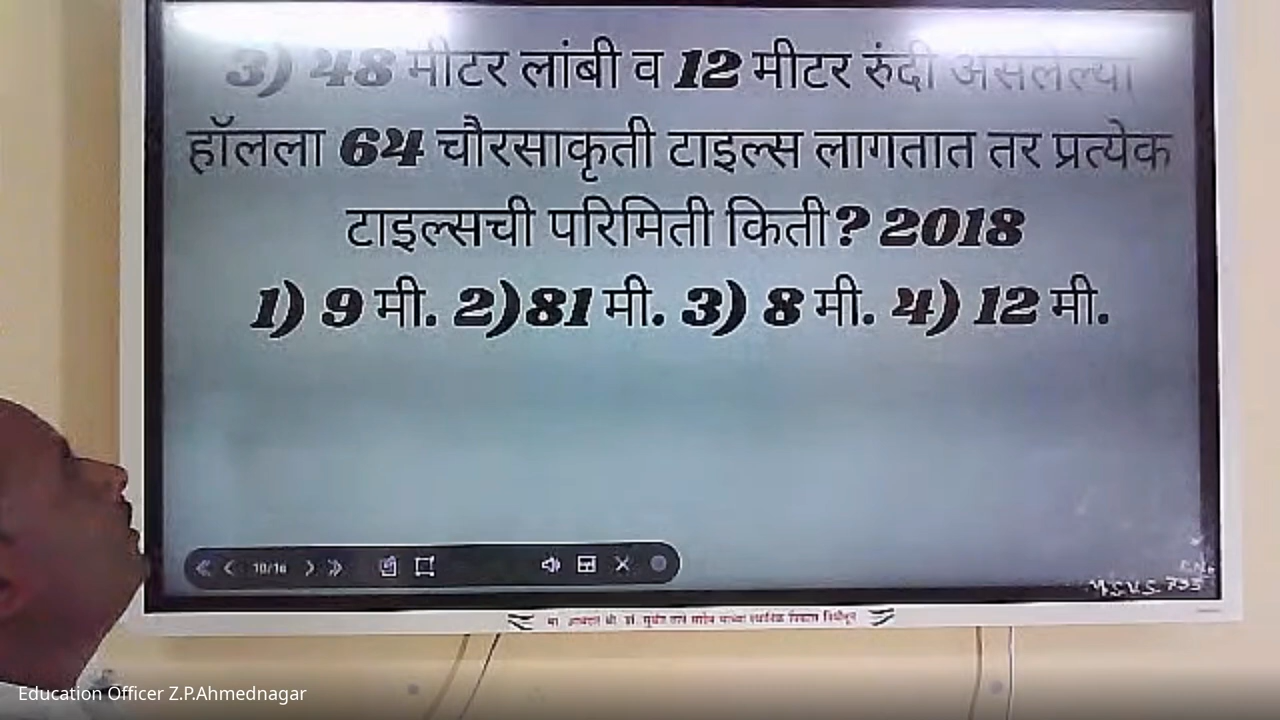 3) 48 मीटर लांबी व 12 मीटर रुंदी असलेल्या
हॉलला 64 चौरसाकृती टाइल्स लागतात तर प्रत्येक
टाइल्सची परिमिती किती? 2018
1) 9 मी. 2)81 मी. 3) 8 मी. 4) 12 मी.
10/16
Education Officer Z.P.Ahmednagar